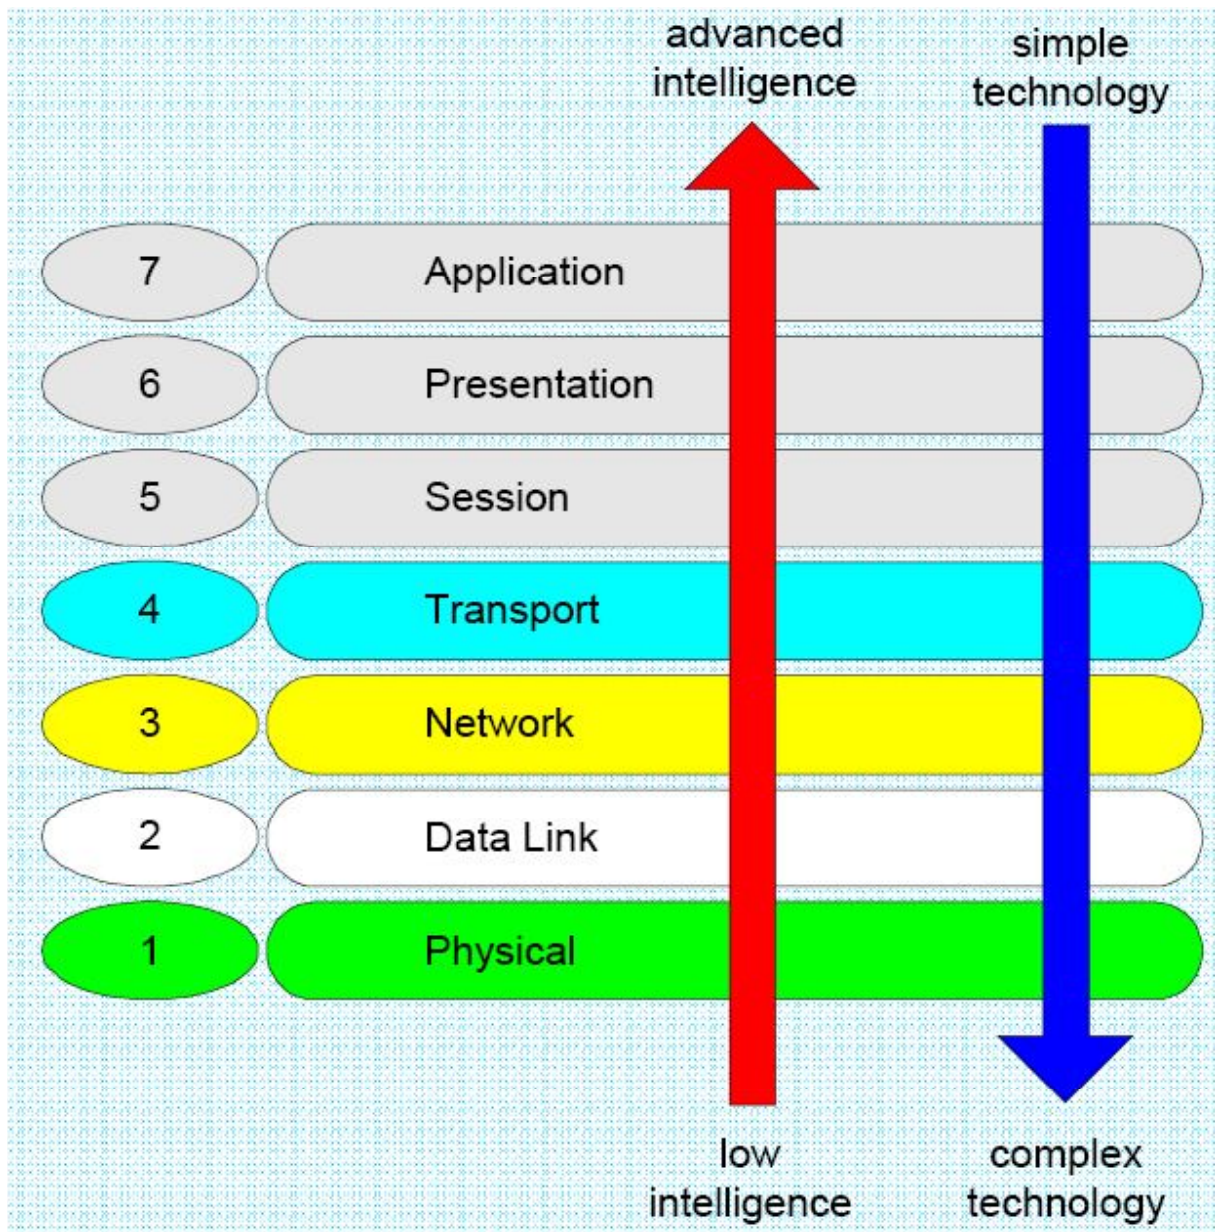 advanced
intelligence
simple
technology
7 Application
6 Presentation
5 Session
4 Transport
3 Network
2 Data Link
1 Physical
low
intelligence
complex
technology